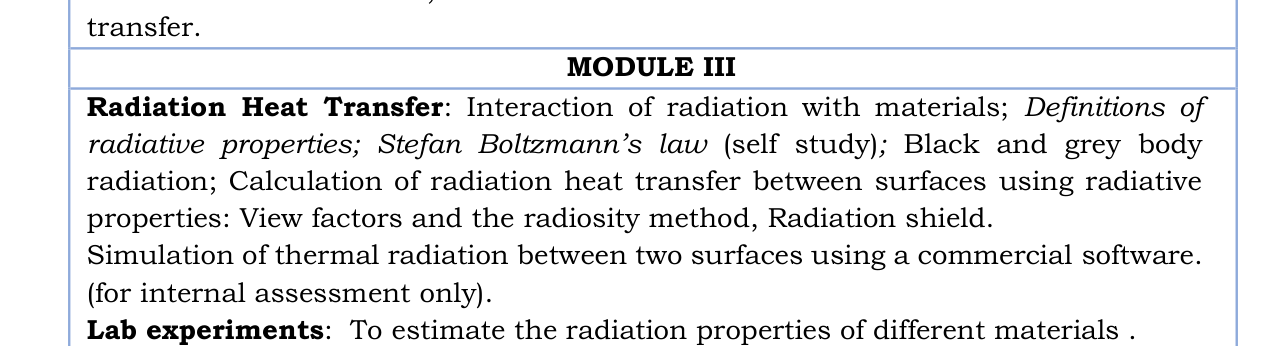 transfer.
MODULE III
Radiation Heat Transfer: Interaction of radiation with materials; Definitions of
radiative properties; Stefan Boltzmann’s law (self study); Black and grey body
radiation; Calculation of radiation heat transfer between surfaces using radiative
properties: View factors and the radiosity method, Radiation shield.
Simulation of thermal radiation between two surfaces using a commercial software.
(for internal assessment only).
Lab experiments:  To estimate the radiation properties of different materials .